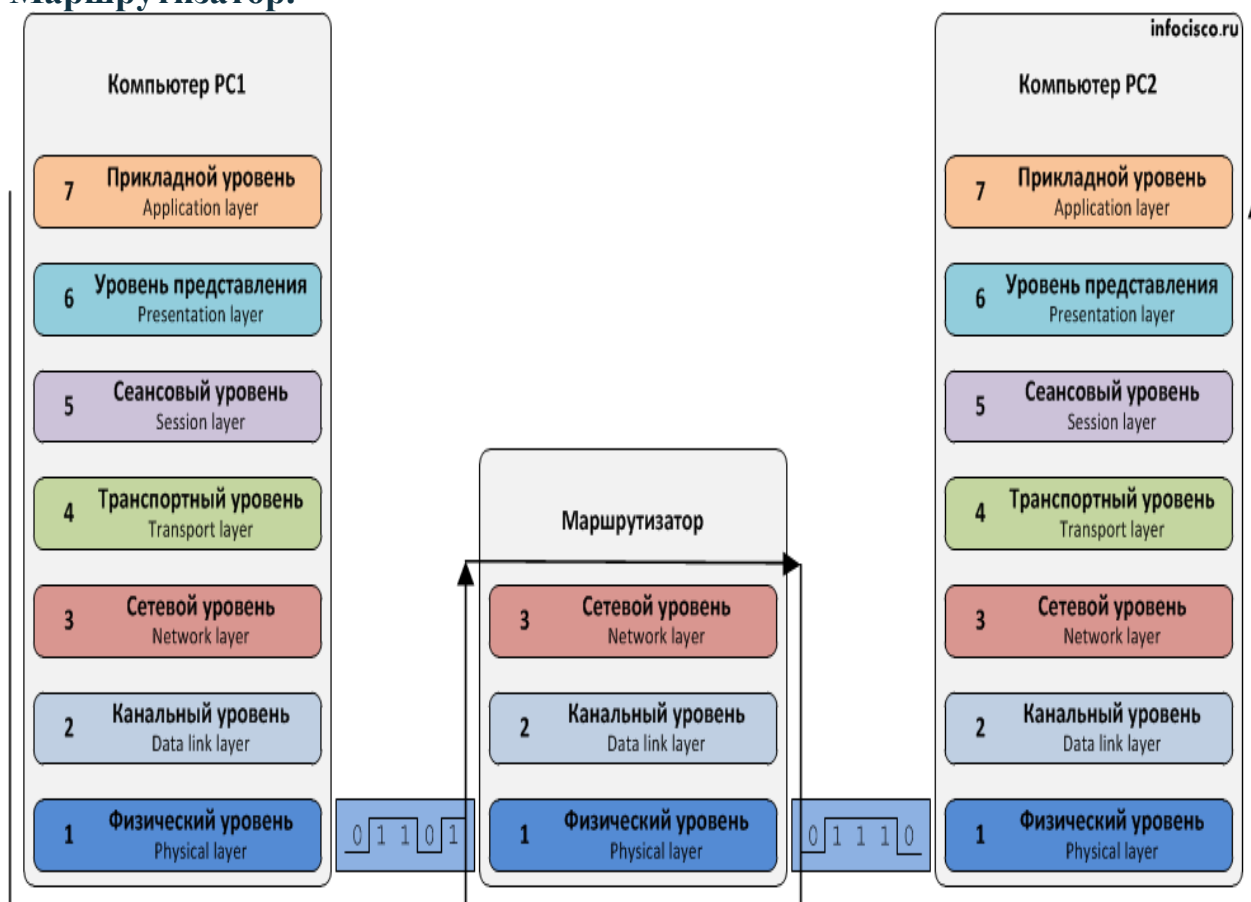 Маршрутизатор.
infocisco.ru
Компьютер PC1
7 Прикладной уровень
Application layer
6 Уровень представления
Presentation layer
5 Сеансовый уровень
Session layer
4 Транспортный уровень
Transport layer
3 Сетевой уровень
Network layer
2 Канальный уровень
Data link layer
1 Физический уровень
Physical layer
0 1 1 0 1
Маршрутизатор
3 Сетевой уровень
Network layer
2 Канальный уровень
Data link layer
1 Физический уровень
Physical layer
0 1 1 1 0
Компьютер PC2
7 Прикладной уровень
Application layer
6 Уровень представления
Presentation layer
5 Сеансовый уровень
Session layer
4 Транспортный уровень
Transport layer
3 Сетевой уровень
Network layer
2 Канальный уровень
Data link layer
1 Физический уровень
Physical layer